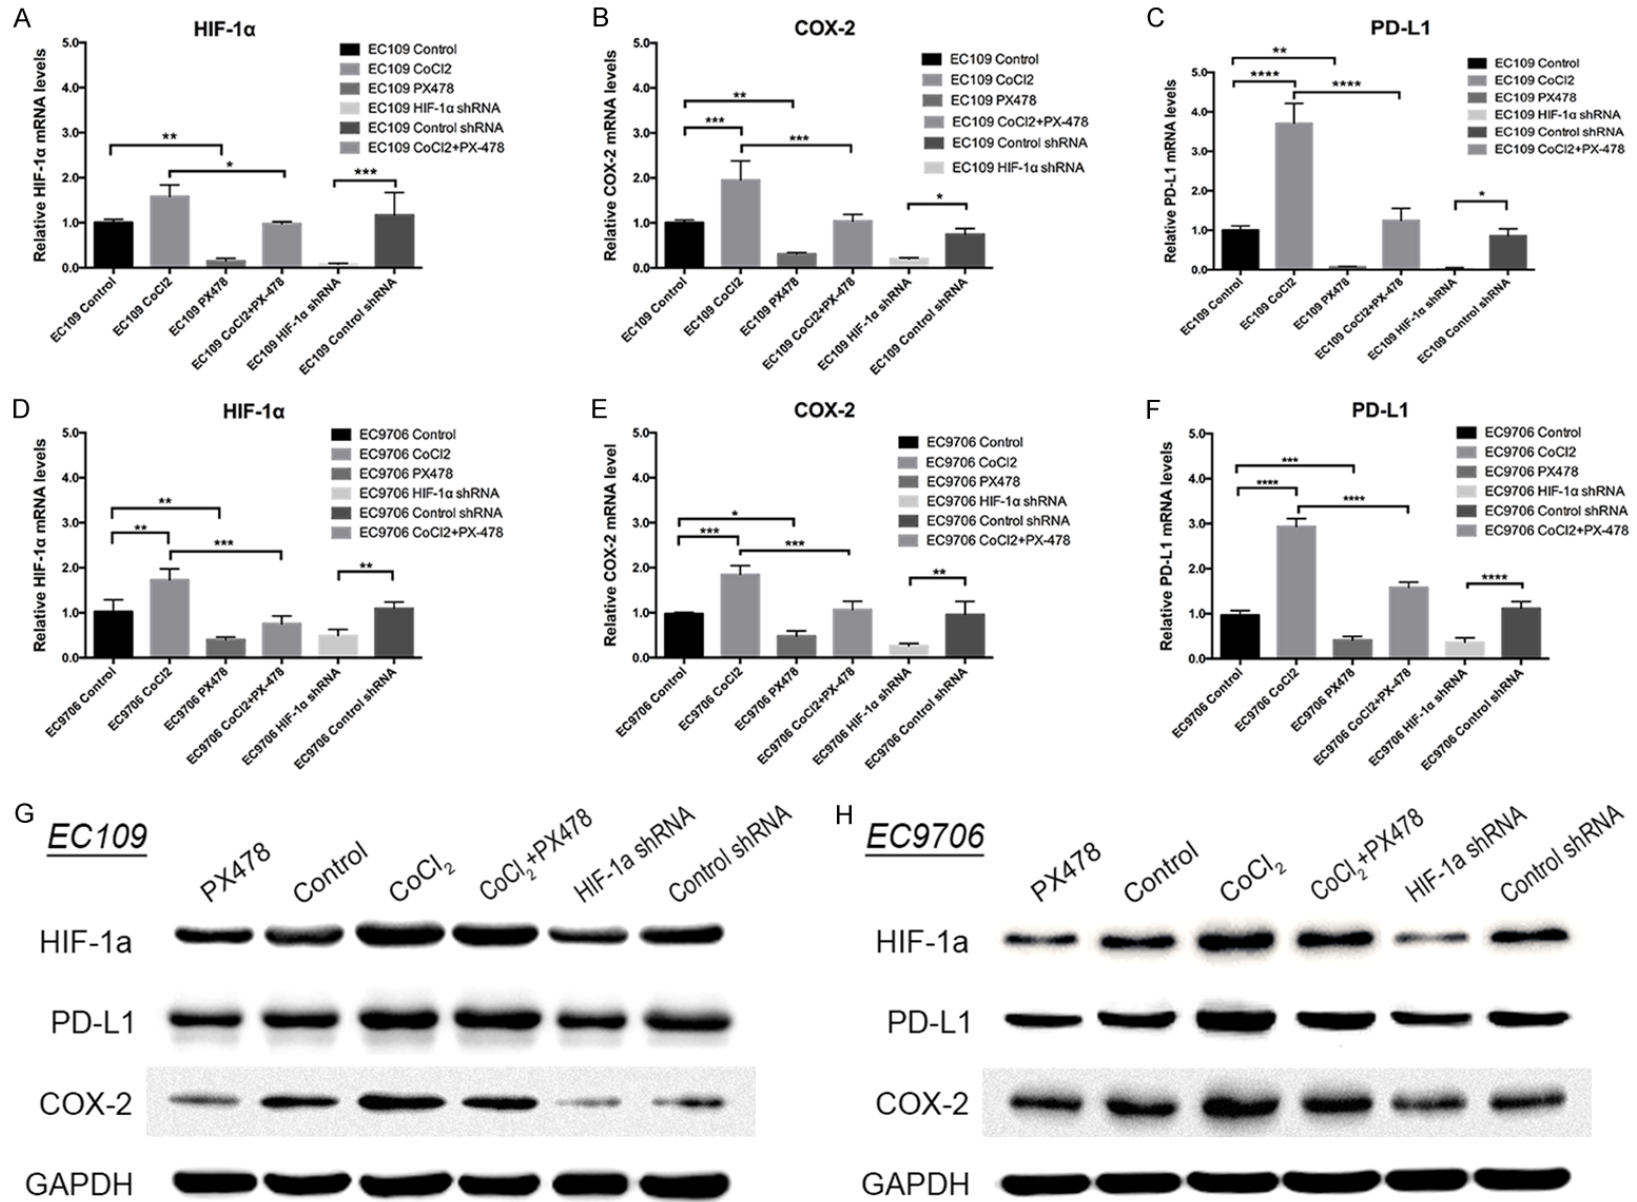 A
HIF-1α
Relative HIF-1α mRNA levels
5.0
4.0
3.0
2.0
1.0
0.0
EC109 Control
EC109 CoCl2
EC109 PX478
EC109 HIF-1α shRNA
EC109 Control shRNA
EC109 CoCl2+PX-478
**
*
***
EC109 Control
EC109 CoCl2
EC109 PX478
EC109 CoCl2+PX-478
EC109 HIF-1α shRNA
EC109 Control shRNA
B
COX-2
Relative COX-2 mRNA levels
5.0
4.0
3.0
2.0
1.0
0.0
EC109 Control
EC109 CoCl2
EC109 PX478
EC109 CoCl2+PX-478
EC109 Control shRNA
EC109 HIF-1α shRNA
**
***
***
*
EC109 Control
EC109 CoCl2
EC109 PX478
EC109 CoCl2+PX-478
EC109 HIF-1α shRNA
EC109 Control shRNA
C
PD-L1
Relative PD-L1 mRNA levels
5.0
4.0
3.0
2.0
1.0
0.0
EC109 Control
EC109 CoCl2
EC109 PX478
EC109 HIF-1α shRNA
EC109 Control shRNA
EC109 CoCl2+PX-478
**
****
****
*
EC109 Control
EC109 CoCl2
EC109 PX478
EC109 CoCl2+PX-478
EC109 HIF-1α shRNA
EC109 Control shRNA
D
HIF-1α
Relative HIF-1α mRNA levels
5.0
4.0
3.0
2.0
1.0
0.0
EC9706 Control
EC9706 CoCl2
EC9706 PX478
EC9706 HIF-1α shRNA
EC9706 Control shRNA
EC9706 CoCl2+PX-478
**
**
***
**
EC9706 Control
EC9706 CoCl2
EC9706 PX478
EC9706 CoCl2+PX-478
EC9706 HIF-1α shRNA
EC9706 Control shRNA
E
COX-2
Relative COX-2 mRNA level
5.0
4.0
3.0
2.0
1.0
0.0
EC9706 Control
EC9706 CoCl2
EC9706 PX478
EC9706 HIF-1α shRNA
EC9706 Control shRNA
EC9706 CoCl2+PX-478
*
***
***
**
EC9706 Control
EC9706 CoCl2
EC9706 PX478
EC9706 CoCl2+PX-478
EC9706 HIF-1α shRNA
EC9706 Control shRNA
F
PD-L1
Relative PD-L1 mRNA levels
5.0
4.0
3.0
2.0
1.0
0.0
EC9706 Control
EC9706 CoCl2
EC9706 PX478
EC9706 HIF-1α shRNA
EC9706 Control shRNA
EC9706 CoCl2+PX-478
***
****
****
****
EC9706 Control
EC9706 CoCl2
EC9706 PX478
EC9706 CoCl2+PX-478
EC9706 HIF-1α shRNA
EC9706 Control shRNA
G
EC109
PX478
Control
CoCl2
CoCl2+PX478
HIF-1a shRNA
Control shRNA
HIF-1a
PD-L1
COX-2
GAPDH
H
EC9706
PX478
Control
CoCl2
CoCl2+PX478
HIF-1a shRNA
Control shRNA
HIF-1a
PD-L1
COX-2
GAPDH